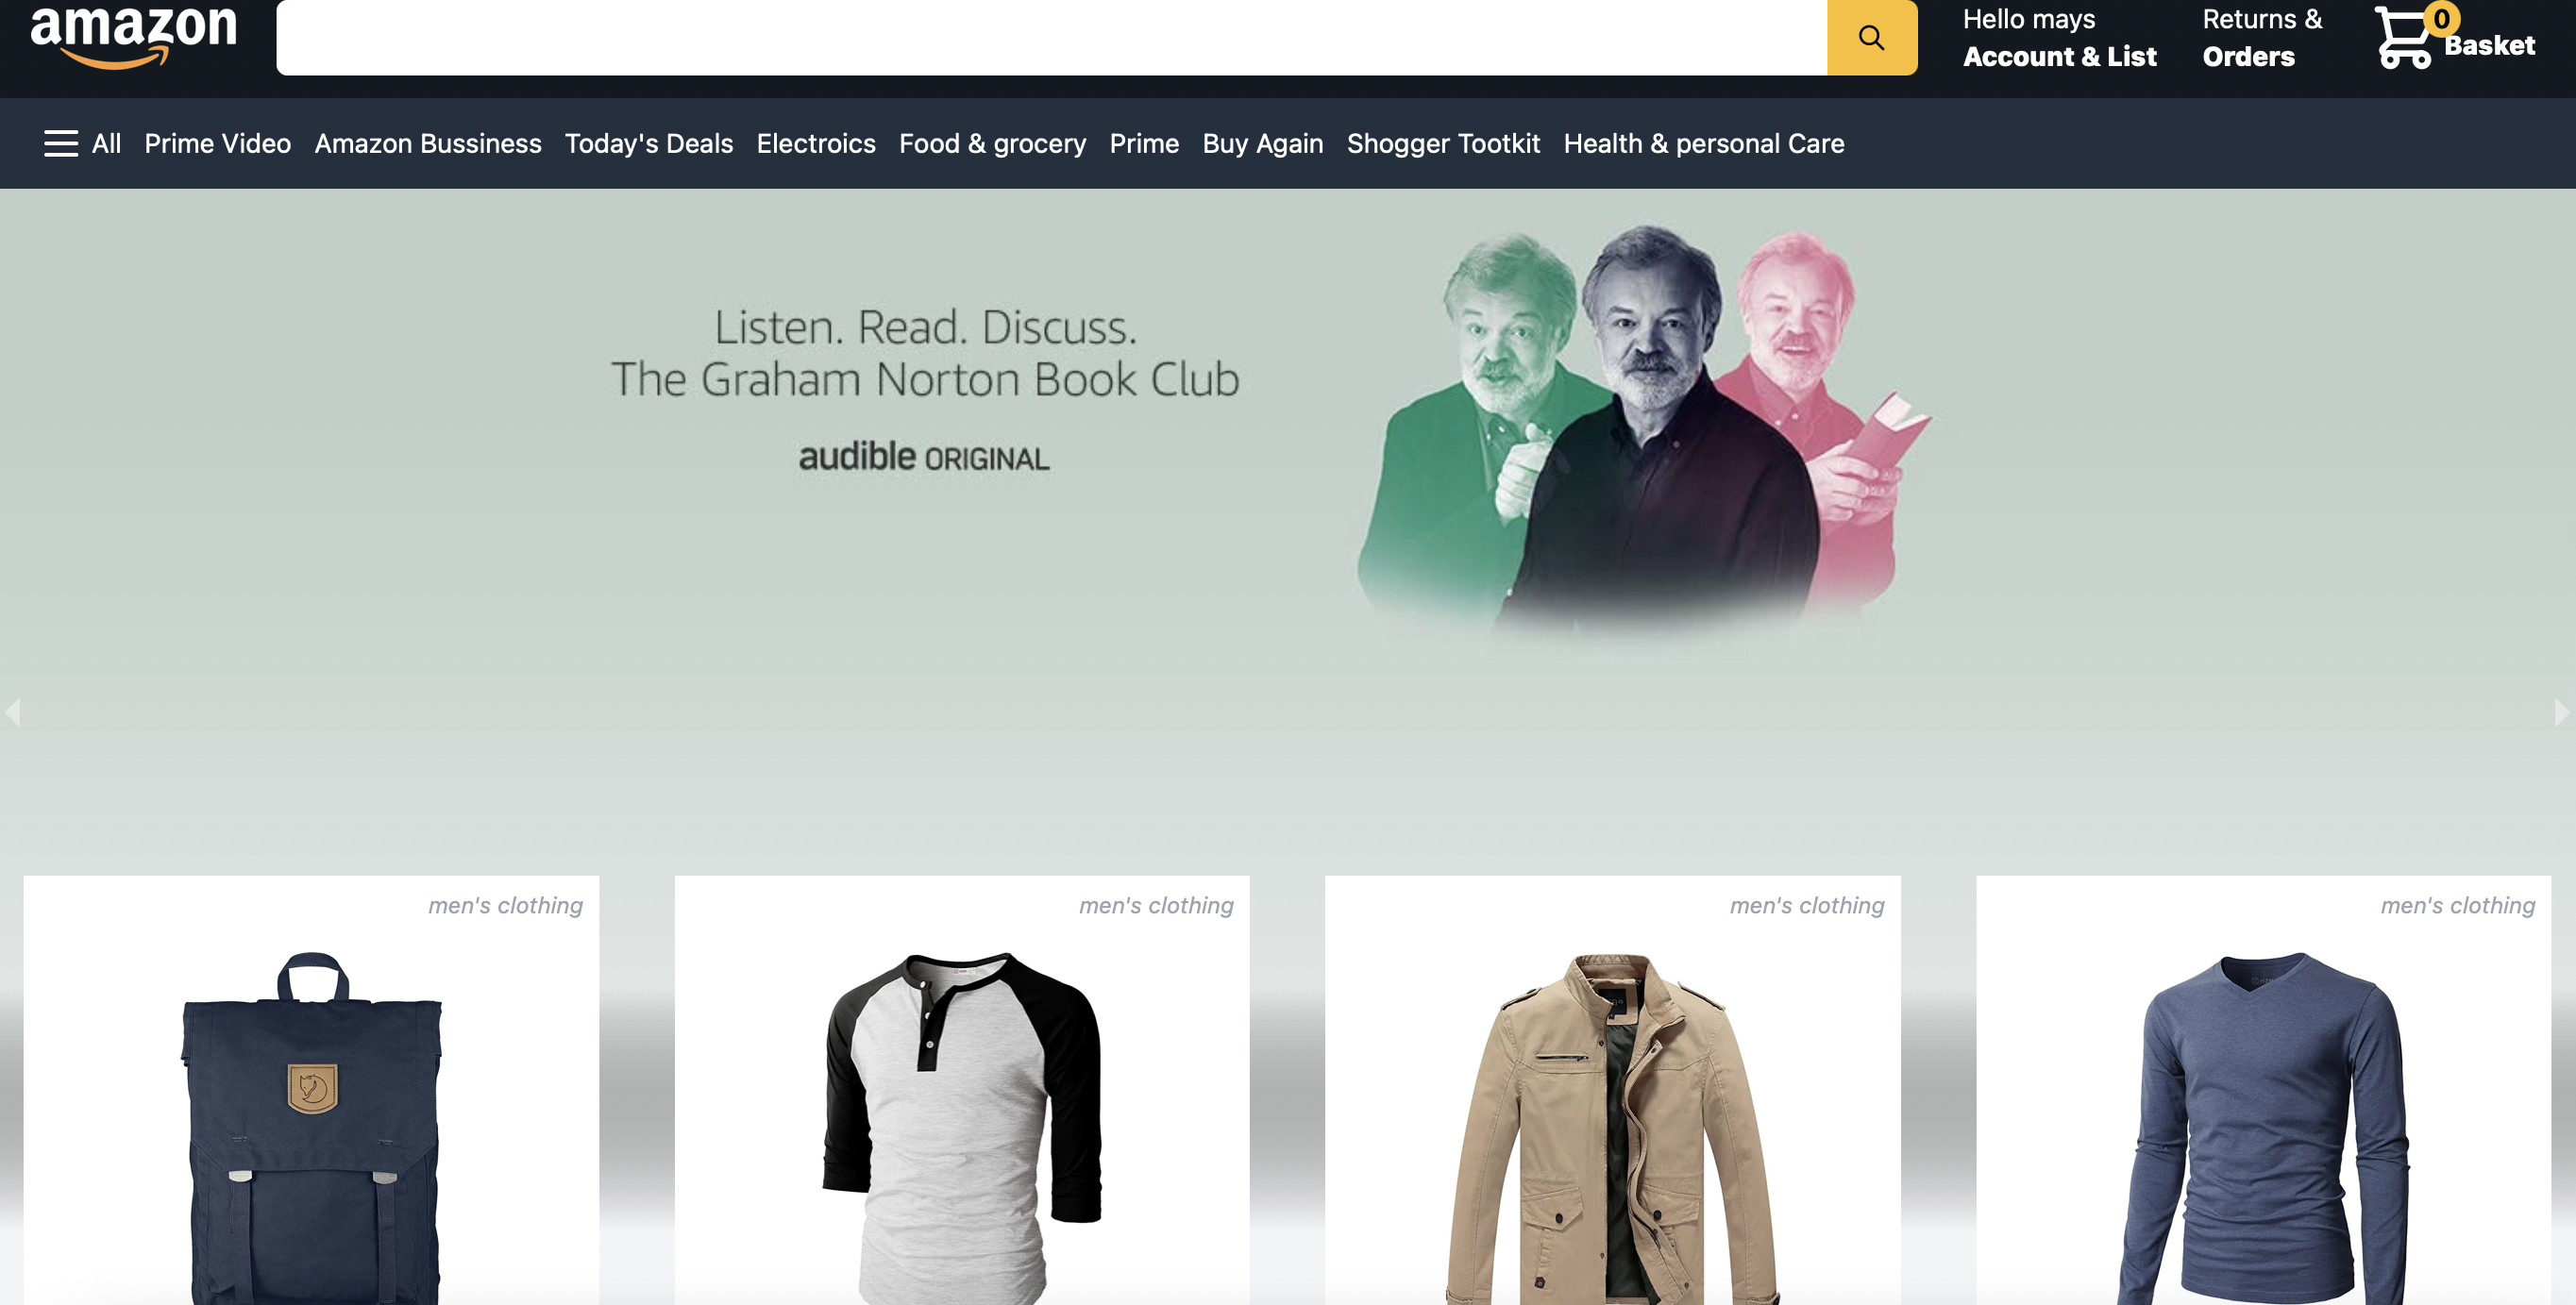 amazon
Hello mays
Account & List
Returns &
Orders
0
Basket
All Prime Video Amazon Bussiness Today's Deals Electroics Food & grocery Prime Buy Again Shogger Tootkit Health & personal Care
Listen. Read. Discuss.
The Graham Norton Book Club
audible ORIGINAL
men's clothing
men's clothing
men's clothing
men's clothing